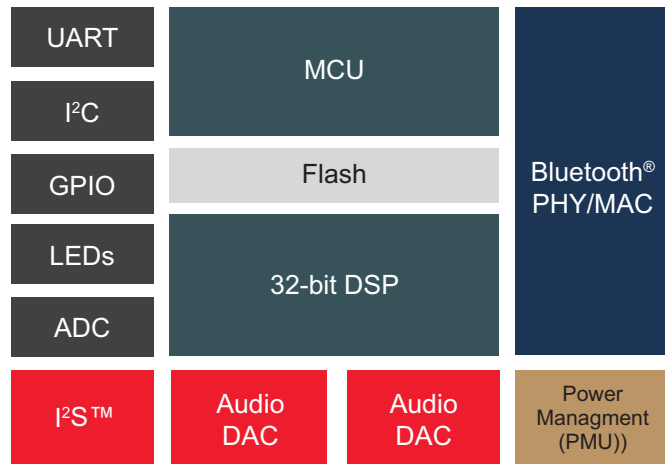 UART
MCU
I²C
Flash
GPIO
Bluetooth®
PHY/MAC
LEDs
32-bit DSP
ADC
I²S™
Audio
DAC
Audio
DAC
Power
Managment
(PMU))